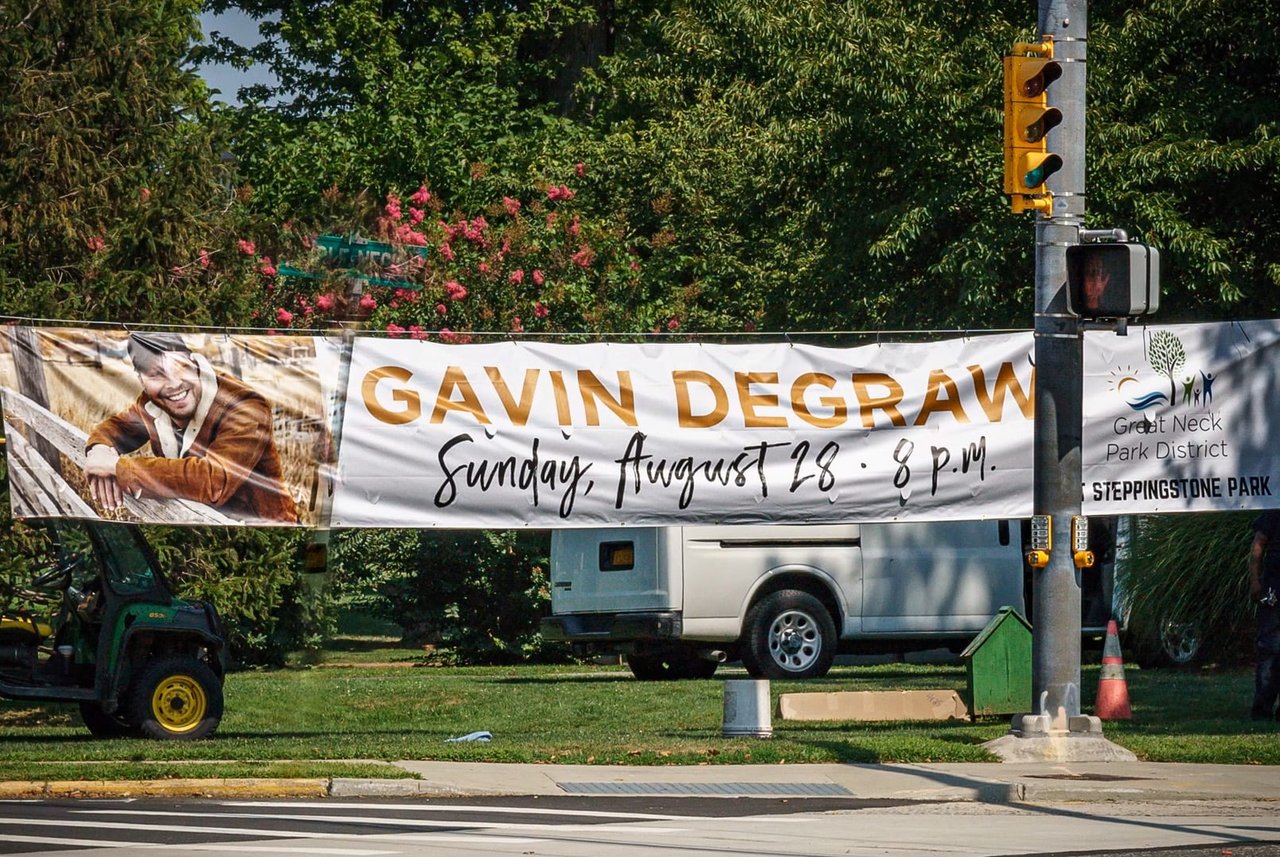 GAVIN DEGRAW
Sunday, August 28 · 8 p.m.
Great Neck
Park District
STEPPINGSTONE PARK